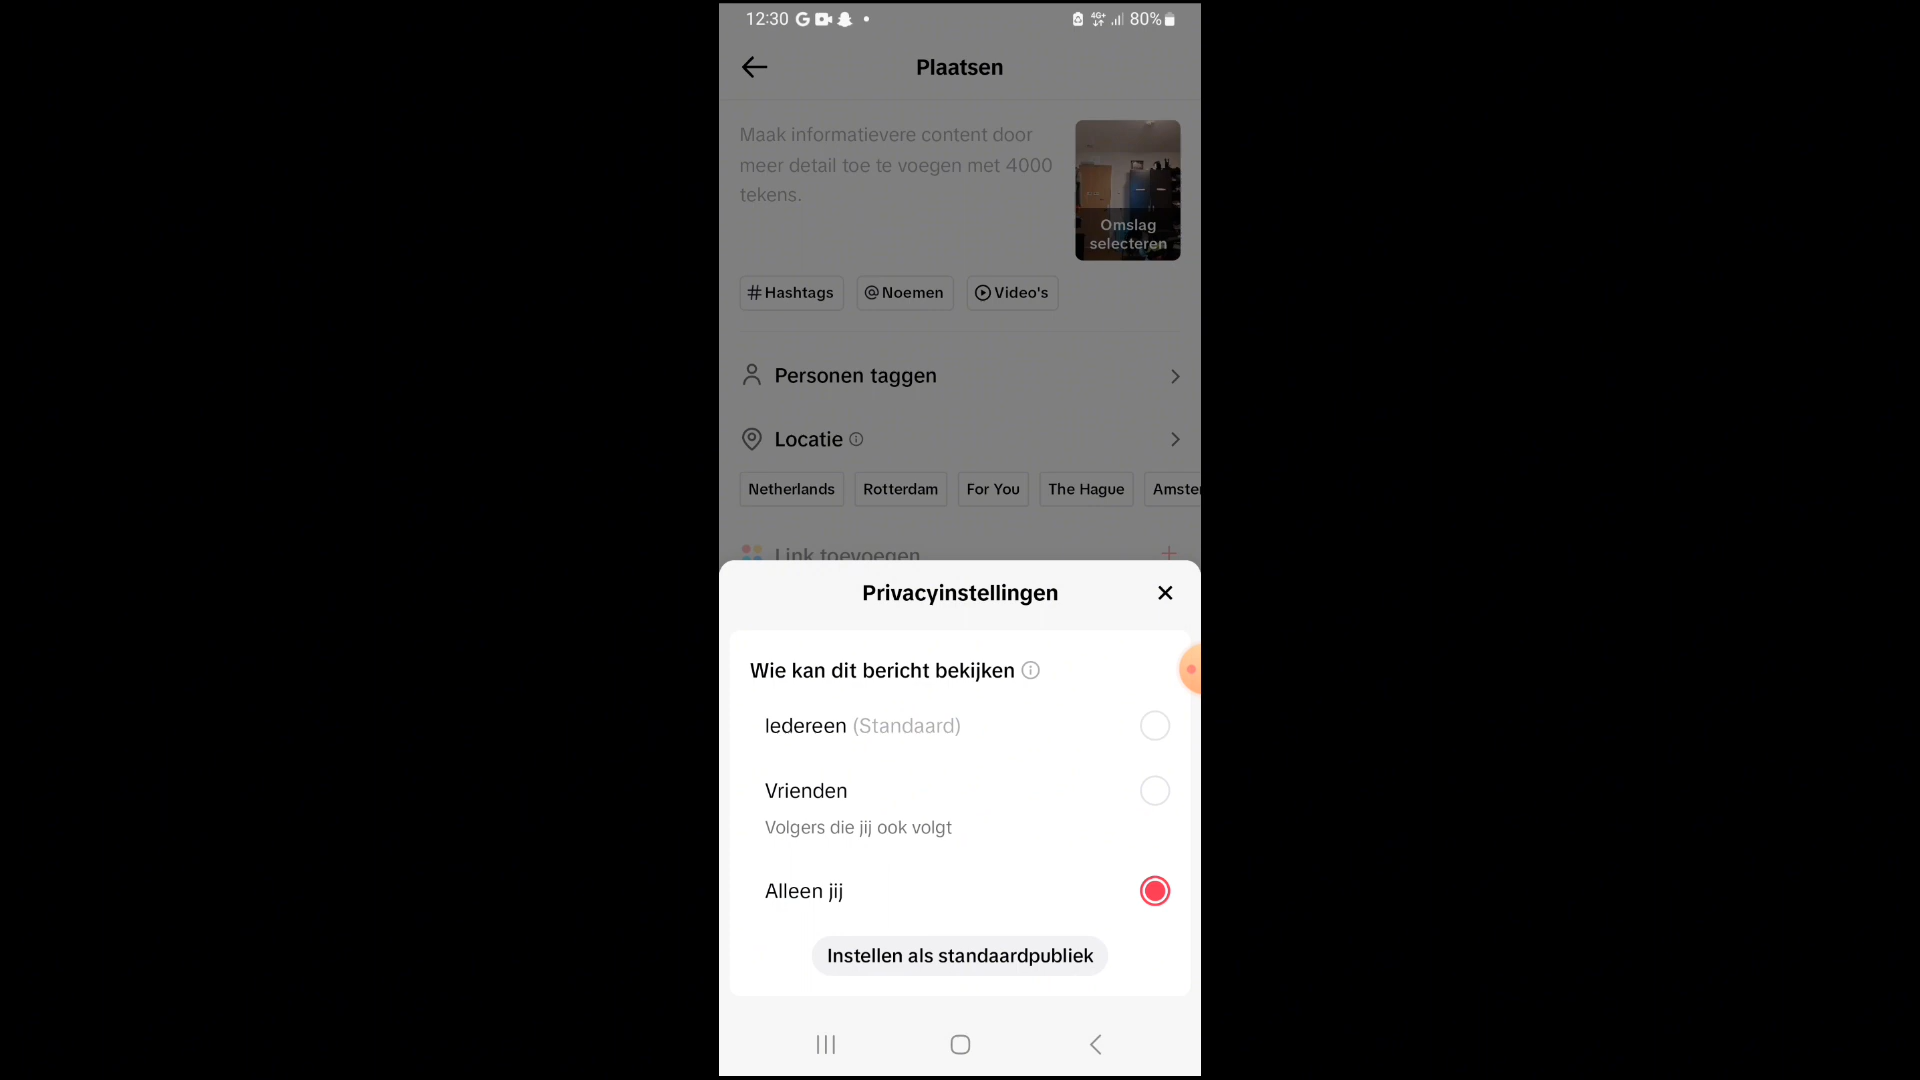 12:30 4G+ 80%
Plaatsen
Maak informatievere content door
meer detail toe te voegen met 4000
tekens.
Omslag
selecteren
#Hashtags @Noemen Video's
Personen taggen
Locatie
Netherlands Rotterdam For You The Hague Amster
Link toevoegen
Privacyinstellingen
Wie kan dit bericht bekijken
Iedereen (Standaard)
Vrienden
Volgers die jij ook volgt
Alleen jij
Instellen als standaardpubliek